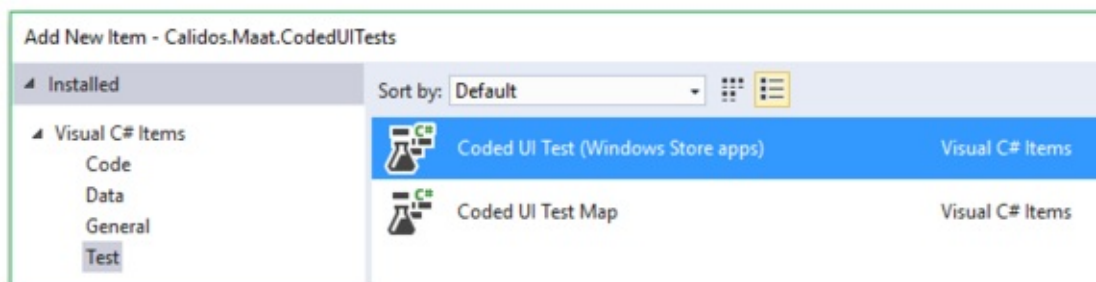 Add New Item - Calidos.Maat.CodedUITests
Installed
Sort by: Default
Visual C# Items
Code
Data
General
Test
C# Coded UI Test (Windows Store apps) Visual C# Items
C# Coded UI Test Map Visual C# Items